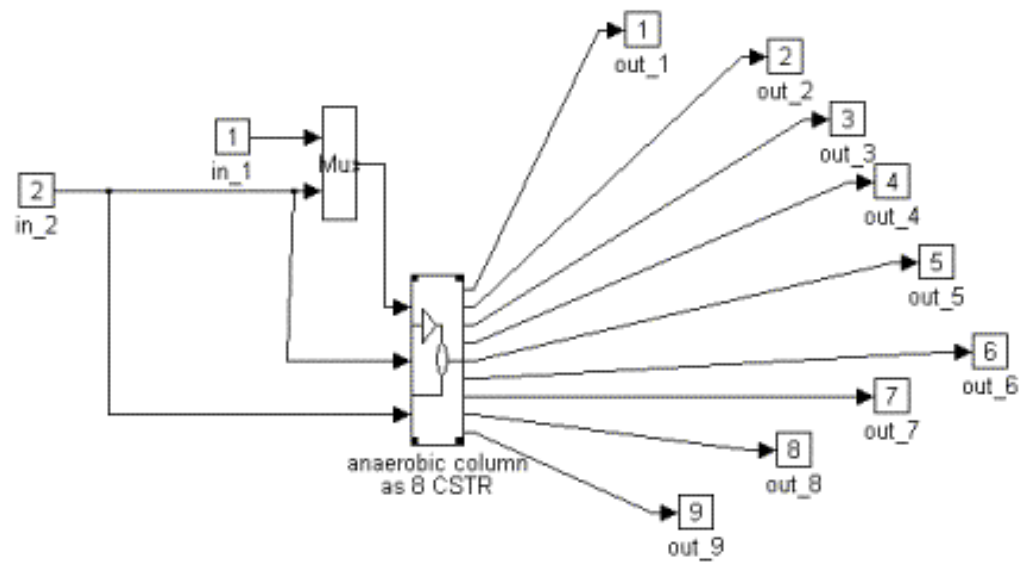 1
out_1
2
out_2
3
out_3
1
in_1
Mux
2
in_2
4
out_4
5
out_5
6
out_6
7
out_7
8
out_8
anaerobic column
as 8 CSTR
9
out_9